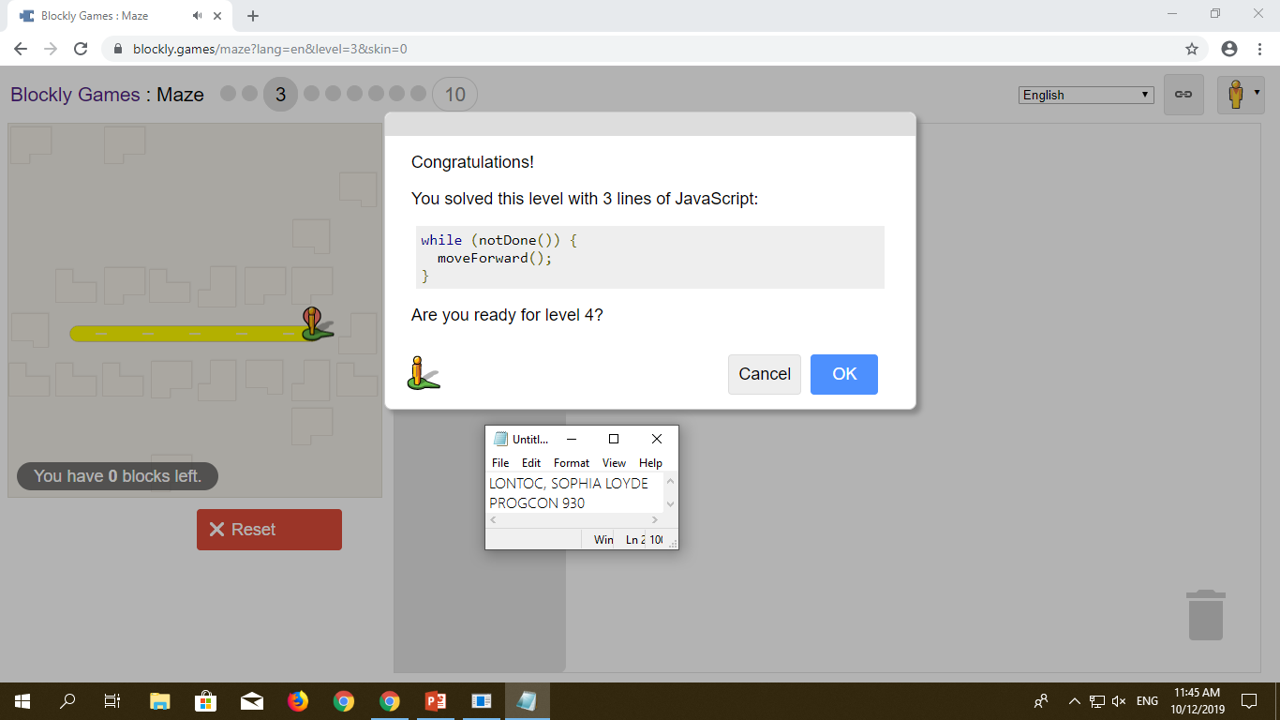 Blockly Games : Maze
blockly.games/maze?lang=en&level=3&skin=0
Blockly Games : Maze
3
10
English
Congratulations!
You solved this level with 3 lines of JavaScript:
while (notDone()) {
  moveForward();
}
Are you ready for level 4?
Cancel
OK
You have 0 blocks left.
Reset
Untitl...
File Edit Format View Help
LONTOC, SOPHIA LOYDE
PROGCON 930
Win Ln 2 100
ENG
11:45 AM
10/12/2019